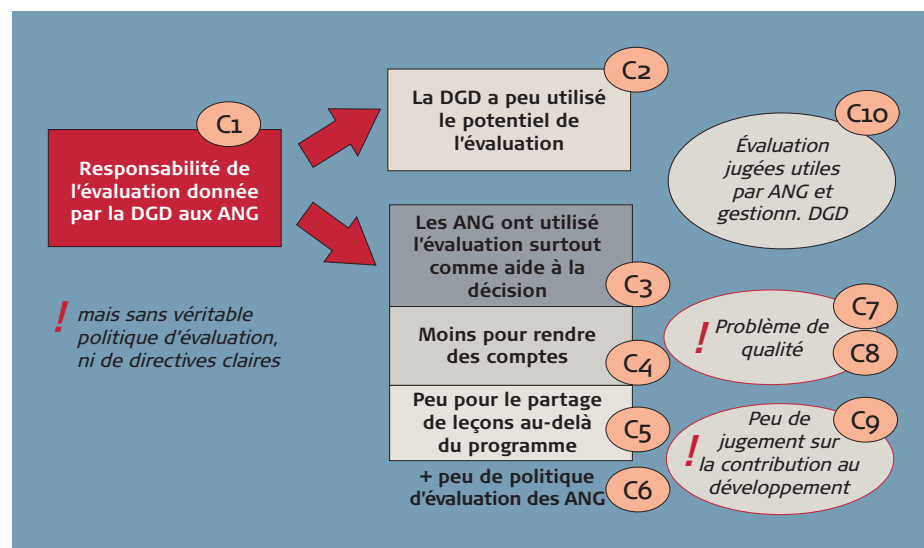 C1
Responsabilité de
l'évaluation donnée
par la DGD aux ANG
! mais sans véritable
politique d'évaluation,
ni de directives claires
C2
La DGD a peu utilisé
le potentiel de
l'évaluation
Les ANG ont utilisé
l'évaluation surtout
comme aide à la
décision
C3
Moins pour rendre
des comptes
C4
Peu pour le partage
de leçons au-delà
du programme
C5
+ peu de politique
d'évaluation des ANG
C6
C10
Évaluation
jugées utiles
par ANG et
gestionn. DGD
C7
! Problème de
qualité
C8
C9
Peu de
jugement sur
! la contribution au
développement